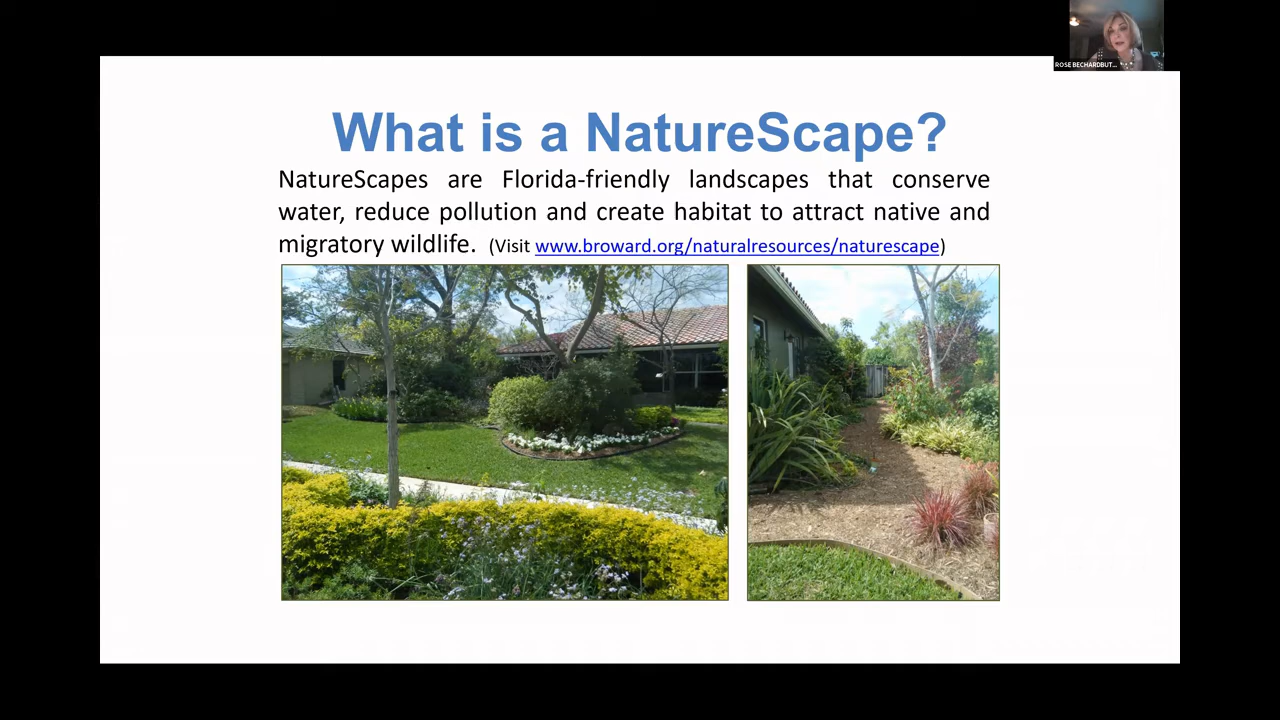 ROSE BECHARDBUT...
What is a NatureScape?
NatureScapes are Florida-friendly landscapes that conserve
water, reduce pollution and create habitat to attract native and
migratory wildlife. (Visit www.broward.org/naturalresources/naturescape)